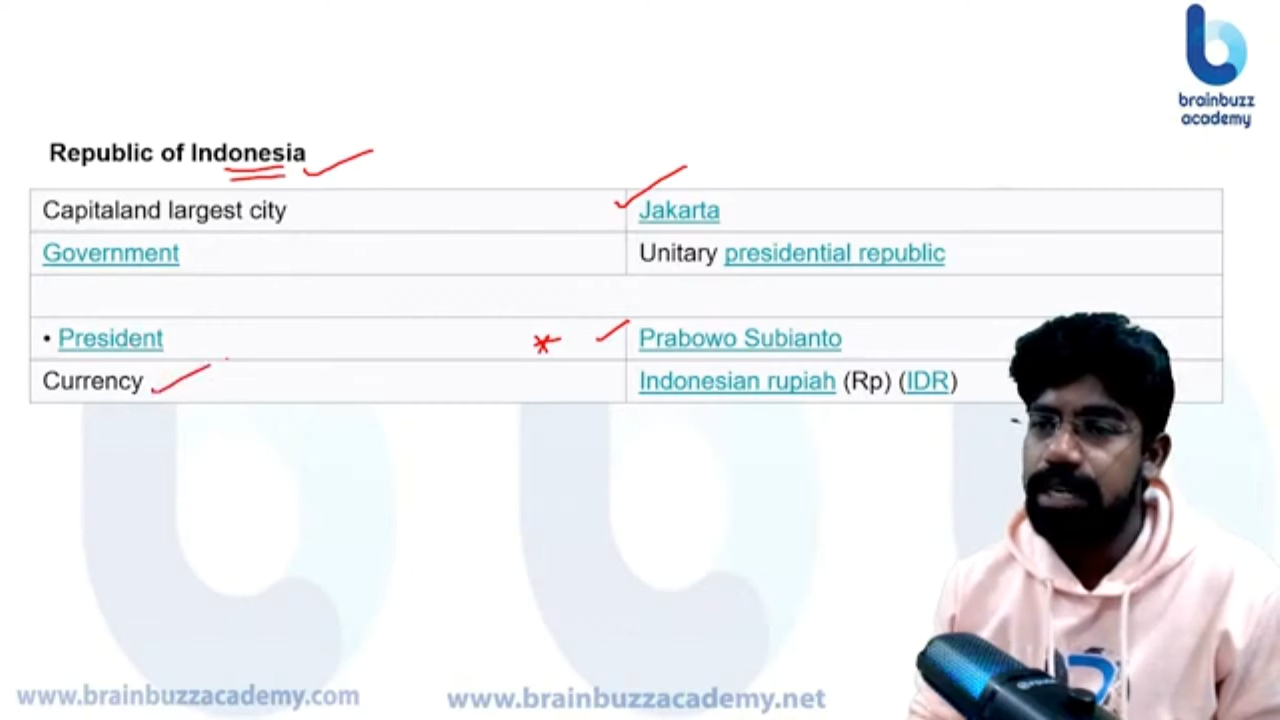 brainbuzz
academy
Republic of Indonesia
Capitaland largest city Jakarta
Government Unitary presidential republic
• President Prabowo Subianto
Currency Indonesian rupiah (Rp) (IDR)
www.brainbuzzacademy.com www.brainbuzzacademy.net